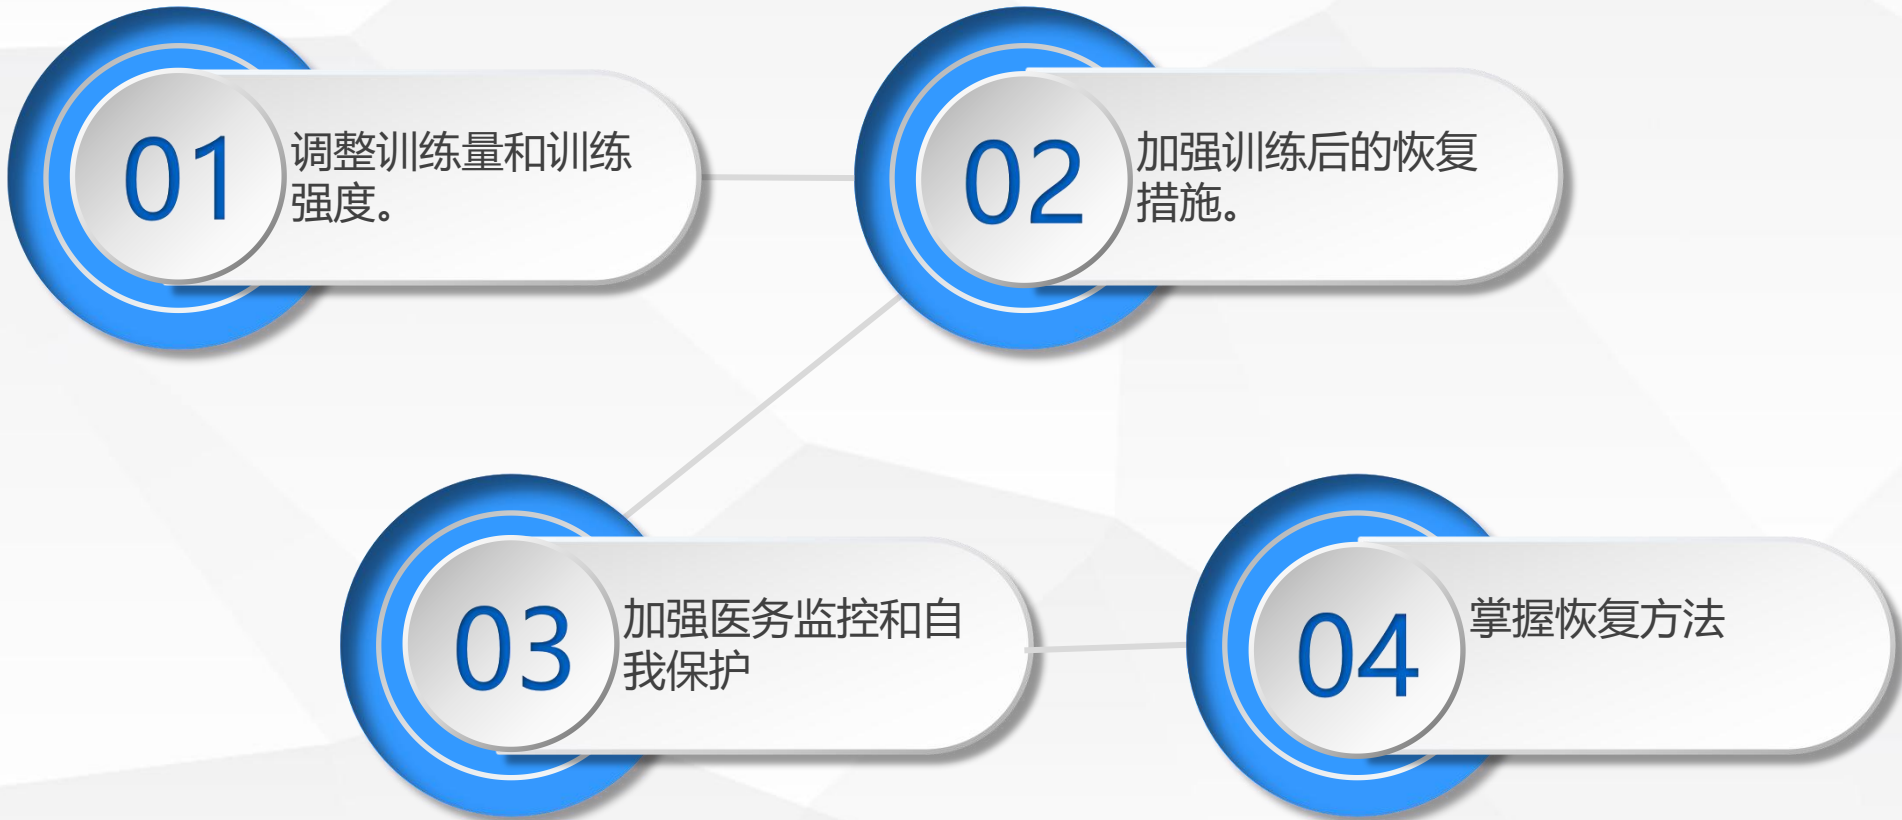 01
调整训练量和训练
强度。
02
加强训练后的恢复
措施。
03
加强医务监控和自
我保护
04
掌握恢复方法